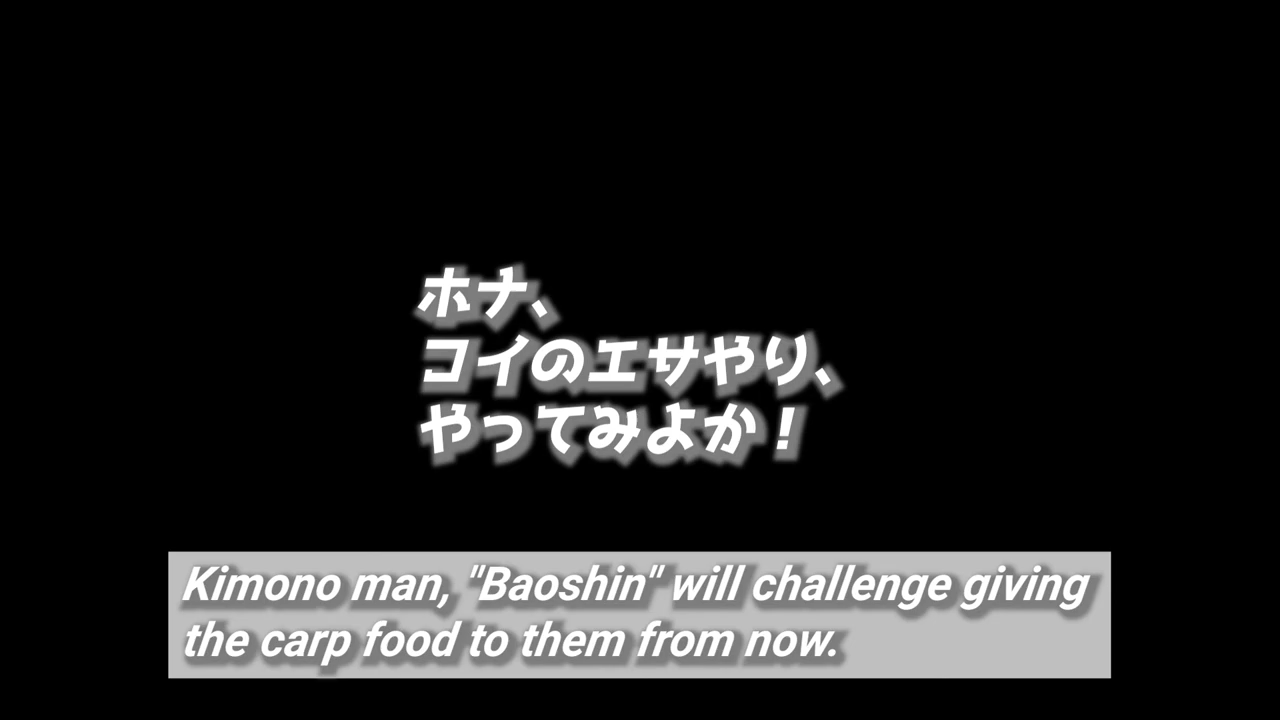 ホナ、
コイのエサやり、
やってみよか！
Kimono man, "Baoshin" will challenge giving
the carp food to them from now.